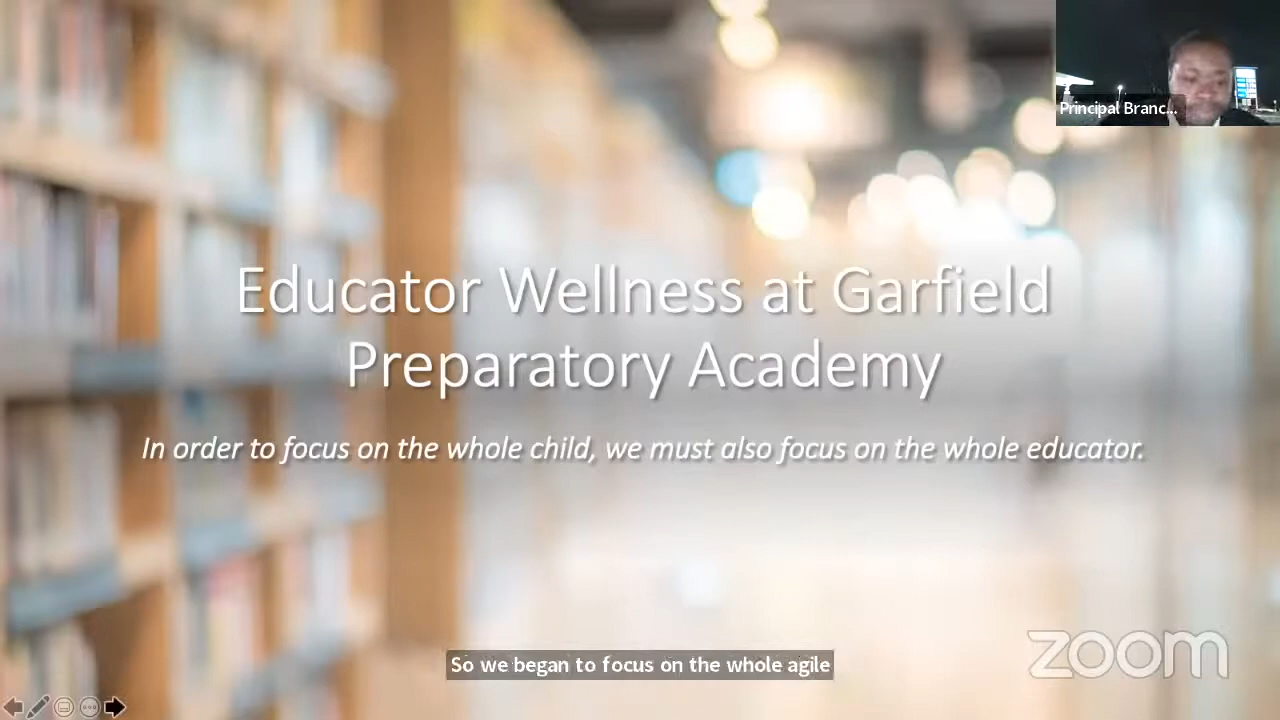 Principal Branc...
Educator Wellness at Garfield
Preparatory Academy
In order to focus on the whole child, we must also focus on the whole educator.
So we began to focus on the whole agile
zoom